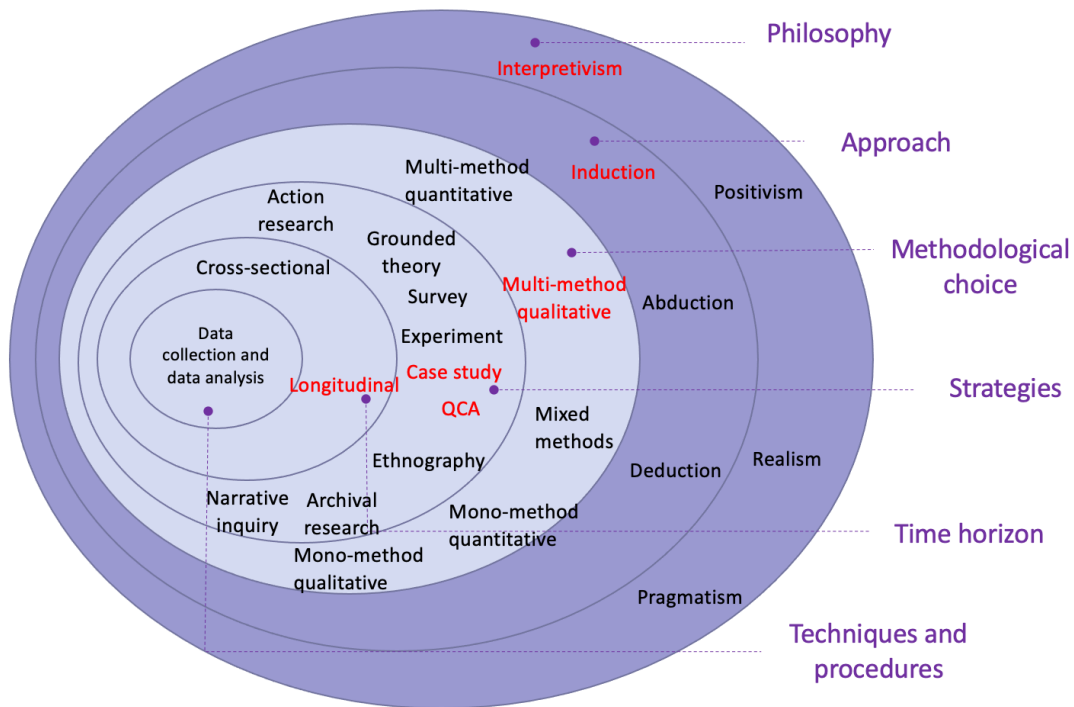 Philosophy
Interpretivism
Approach
Induction
Multi-method
quantitative
Positivism
Action
research
Grounded
theory
Methodological
choice
Cross-sectional
Multi-method
qualitative
Survey
Abduction
Experiment
Data
collection and
data analysis
Longitudinal
Case study
QCA
Strategies
Mixed
methods
Ethnography
Deduction
Realism
Narrative
inquiry
Archival
research
Mono-method
quantitative
Time horizon
Mono-method
qualitative
Pragmatism
Techniques and
procedures